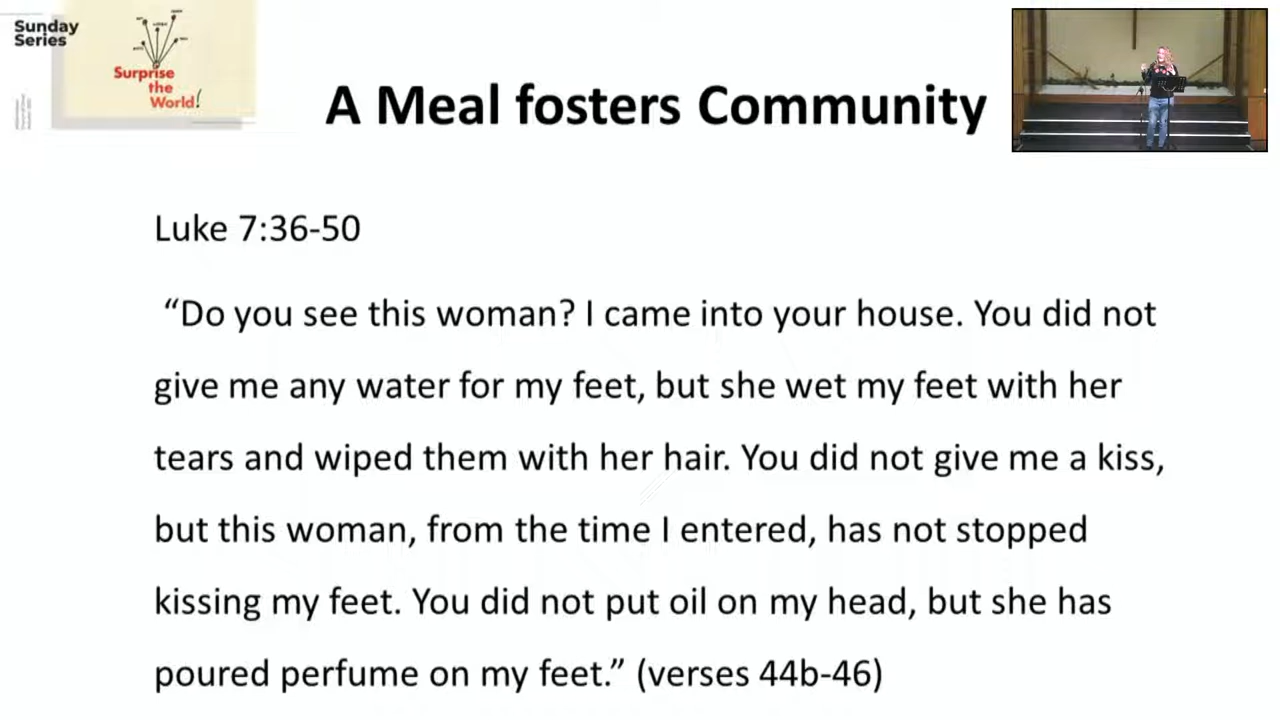 Sunday
Series
Surprise
the
World!
A Meal fosters Community
Luke 7:36-50
“Do you see this woman? I came into your house. You did not
give me any water for my feet, but she wet my feet with her
tears and wiped them with her hair. You did not give me a kiss,
but this woman, from the time I entered, has not stopped
kissing my feet. You did not put oil on my head, but she has
poured perfume on my feet.” (verses 44b-46)